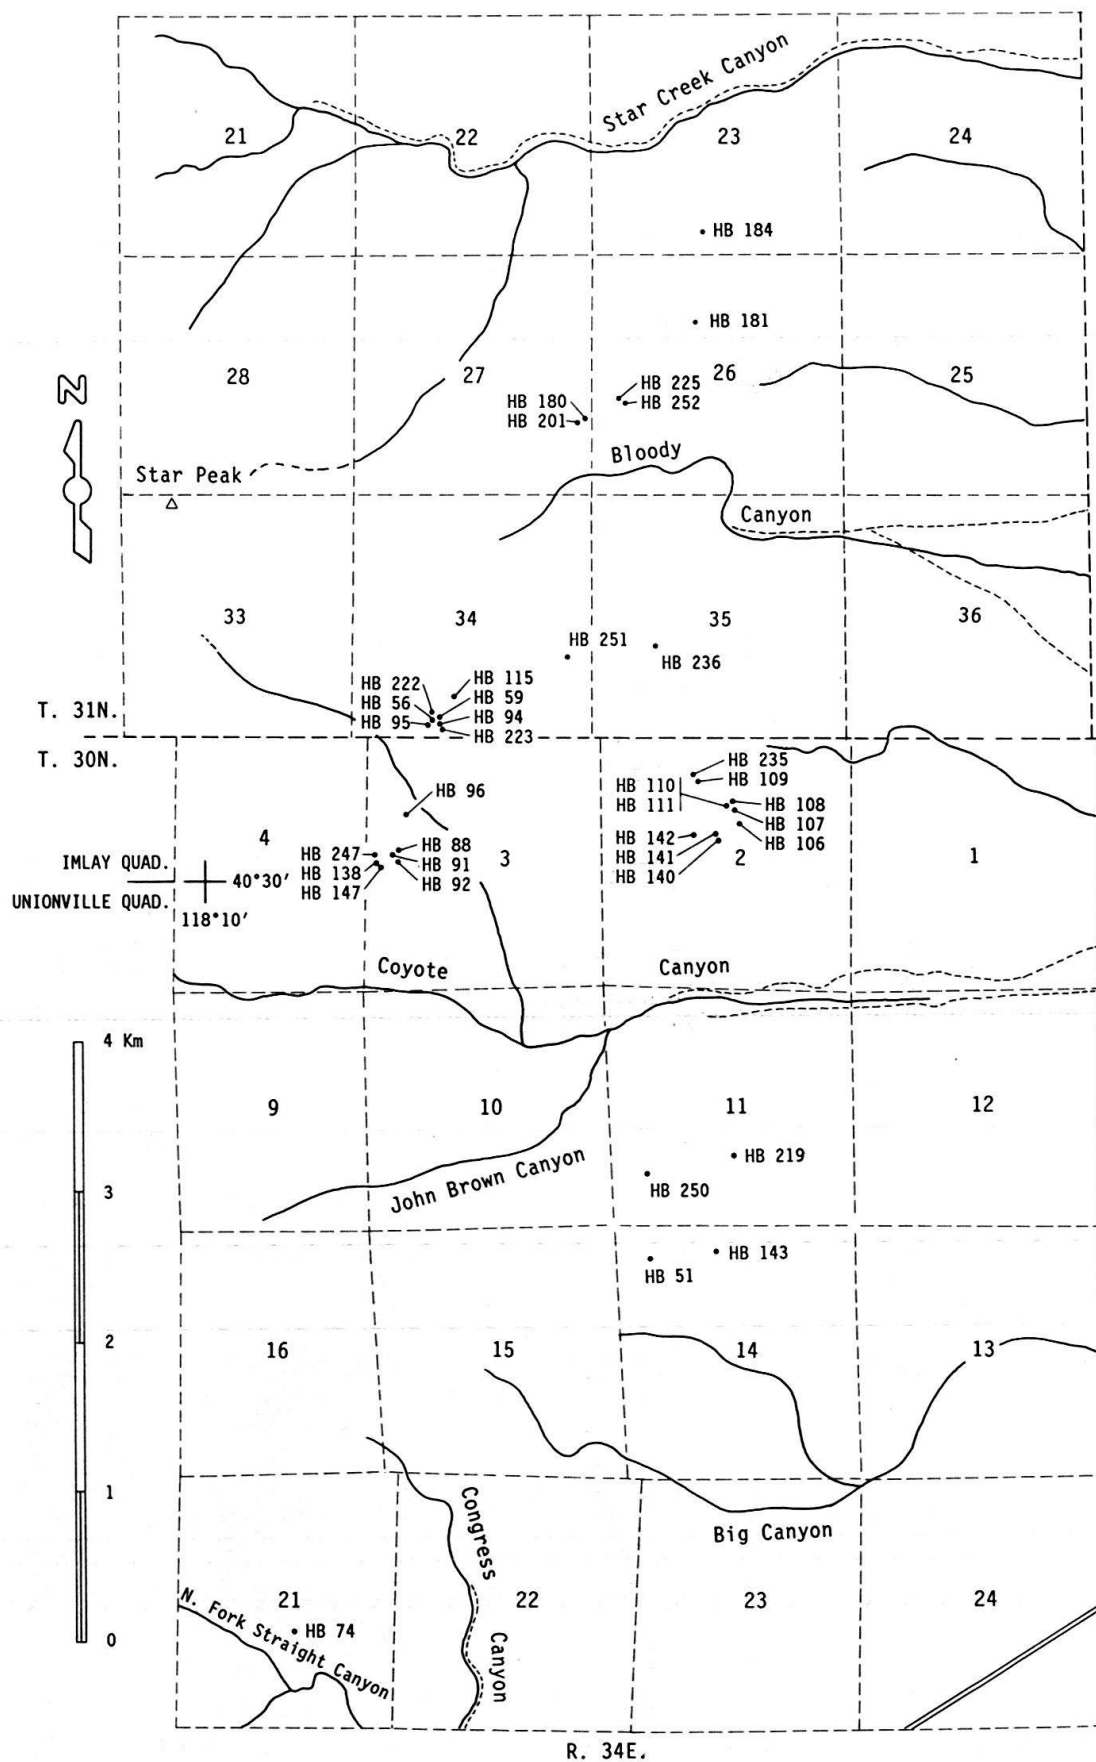 Star Creek Canyon
21
22
23
24
HB 184
HB 181
28
27
26
25
HB 225
HB 180
HB 252
HB 201
N
Star Peak
Bloody
Canyon
33
34
35
36
HB 251
HB 236
HB 115
HB 222
HB 59
HB 56
HB 94
HB 95
HB 223
T. 31N.
T. 30N.
HB 235
HB 109
HB 110
HB 111
HB 108
HB 107
HB 106
HB 142
HB 141
HB 140
HB 96
4
3
2
1
HB 88
HB 247
HB 91
HB 138
HB 92
HB 147
IMLAY QUAD.
40°30'
UNIONVILLE QUAD.
118°10'
Coyote
Canyon
4 Km
9
10
11
12
HB 219
John Brown Canyon
HB 250
3
HB 143
HB 51
2
16
15
14
13
1
Congress
Canyon
Big Canyon
21
22
23
24
N. Fork Straight Canyon
HB 74
0
R. 34E.